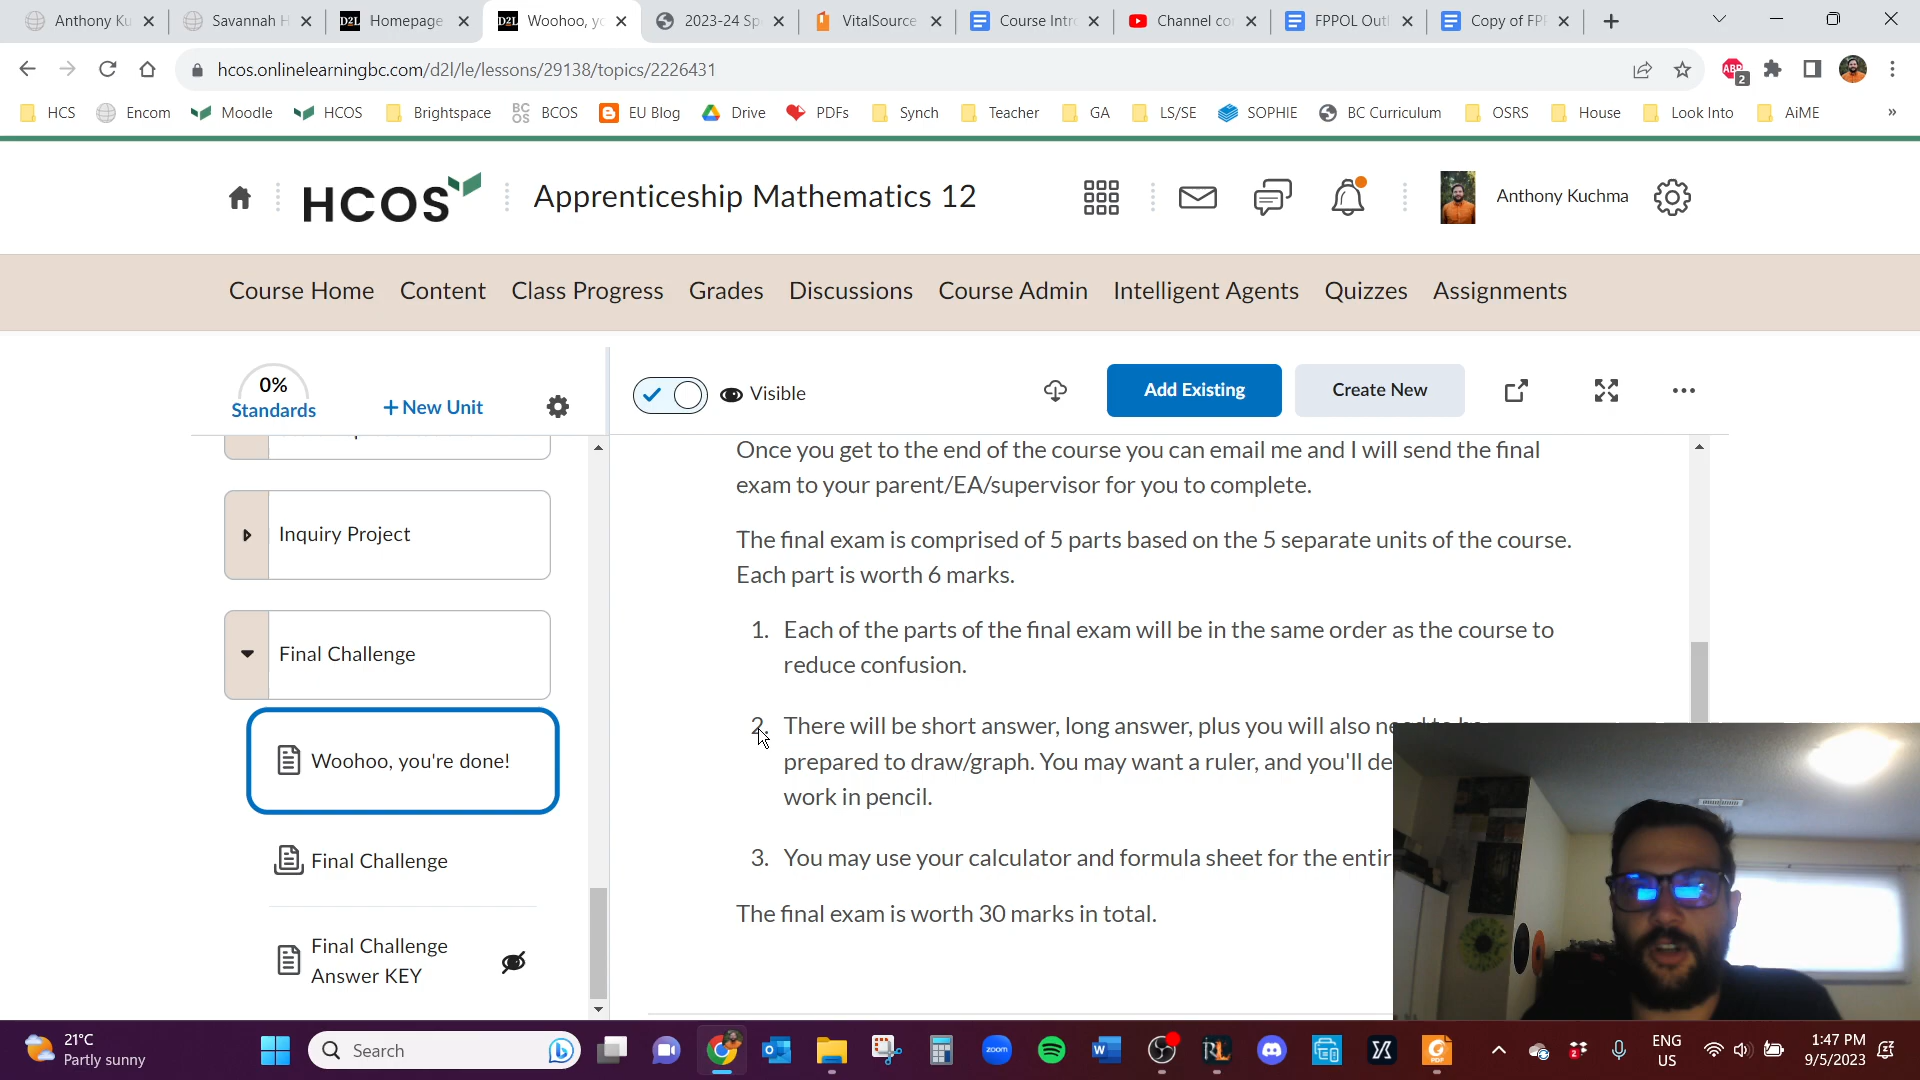 Anthony Ku
Savannah H
D2L Homepage
D2L Woohoo, yo
2023-24 Sp
VitalSource
Course Intr
Channel co
FPPOL Outl
Copy of FPP
hcos.onlinelearningbc.com/d2l/le/lessons/29138/topics/2226431
ABP 2
HCS Encom Moodle HCOS Brightspace BCOS BCOS EU Blog Drive PDFs Synch Teacher GA LS/SE SOPHIE BC Curriculum OSRS House Look Into AiME »
HCOS Apprenticeship Mathematics 12 Anthony Kuchma
Course Home Content Class Progress Grades Discussions Course Admin Intelligent Agents Quizzes Assignments
0%
Standards
+ New Unit
Visible
Add Existing
Create New
Inquiry Project
Final Challenge
Woohoo, you're done!
Final Challenge
Final Challenge
Answer KEY
Once you get to the end of the course you can email me and I will send the final
exam to your parent/EA/supervisor for you to complete.
The final exam is comprised of 5 parts based on the 5 separate units of the course.
Each part is worth 6 marks.
1. Each of the parts of the final exam will be in the same order as the course to
reduce confusion.
2. There will be short answer, long answer, plus you will also
prepared to draw/graph. You may want a ruler, and you'll de
work in pencil.
3. You may use your calculator and formula sheet for the entir
The final exam is worth 30 marks in total.
21°C
Partly sunny
Search
zoom
ENG
US
1:47 PM
9/5/2023